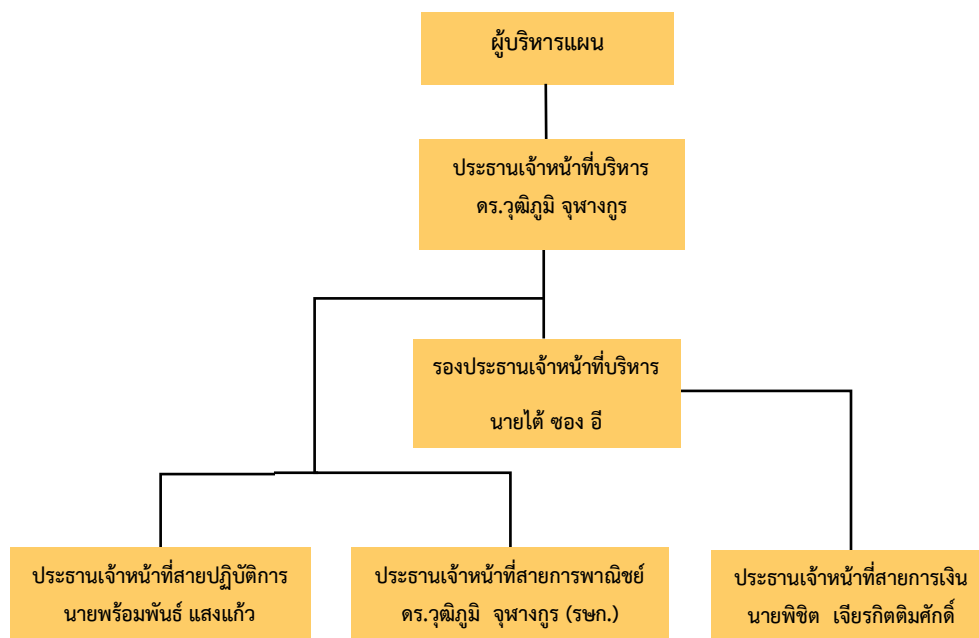 ผู้บริหารแผน
ประธานเจ้าหน้าที่บริหาร
ดร.วุฒิภูมิ จุฬางกูร
รองประธานเจ้าหน้าที่บริหาร
นายไต้ ซอง อี
ประธานเจ้าหน้าที่สายปฏิบัติการ
นายพร้อมพันธ์ แสงแก้ว
ประธานเจ้าหน้าที่สายการพาณิชย์
ดร.วุฒิภูมิ จุฬางกูร (รษก.)
ประธานเจ้าหน้าที่สายการเงิน
นายพิชิต เจียรกิตติมศักดิ์